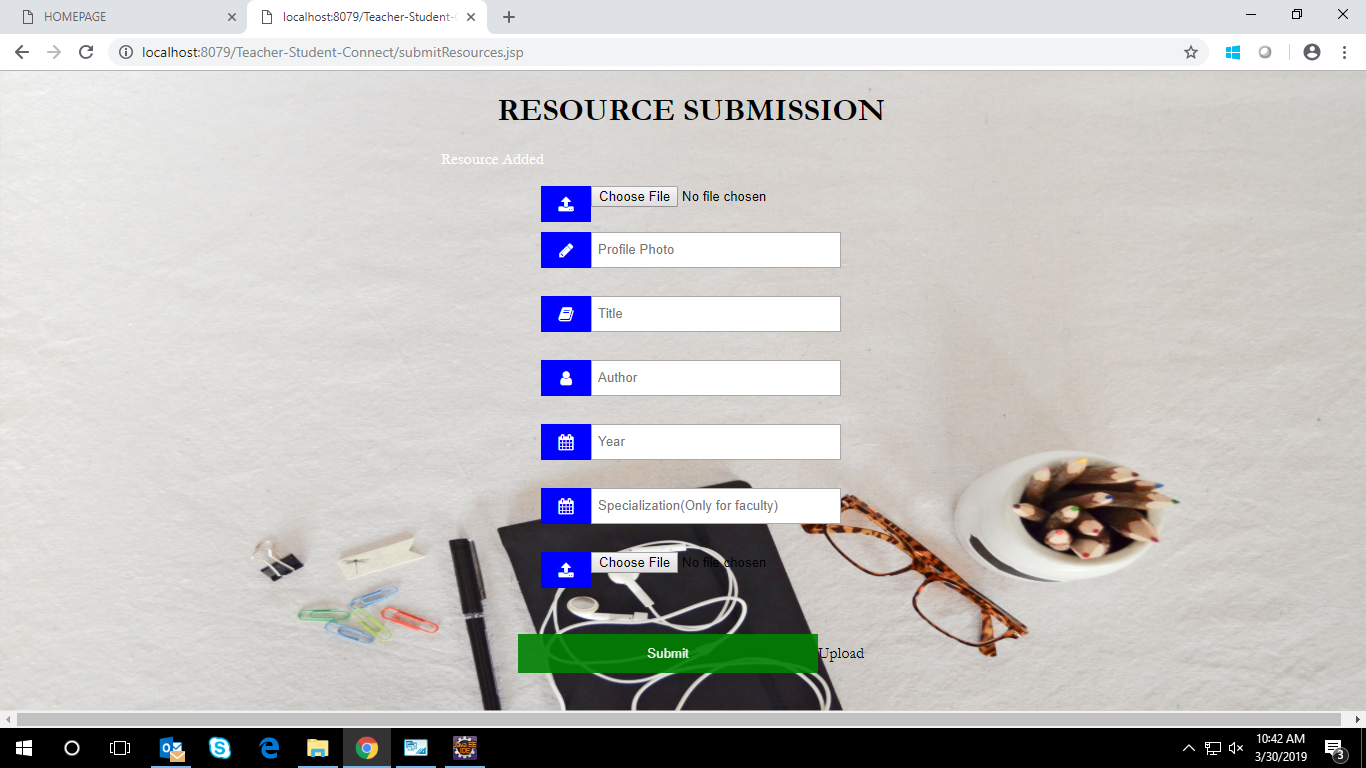 HOMEPAGE
localhost:8079/Teacher-Student-
localhost:8079/Teacher-Student-Connect/submitResources.jsp
RESOURCE SUBMISSION
Resource Added
Choose File No file chosen
Profile Photo
Title
Author
Year
Specialization(Only for faculty)
Choose File No file chosen
Submit Upload
10:42 AM
3/30/2019
3